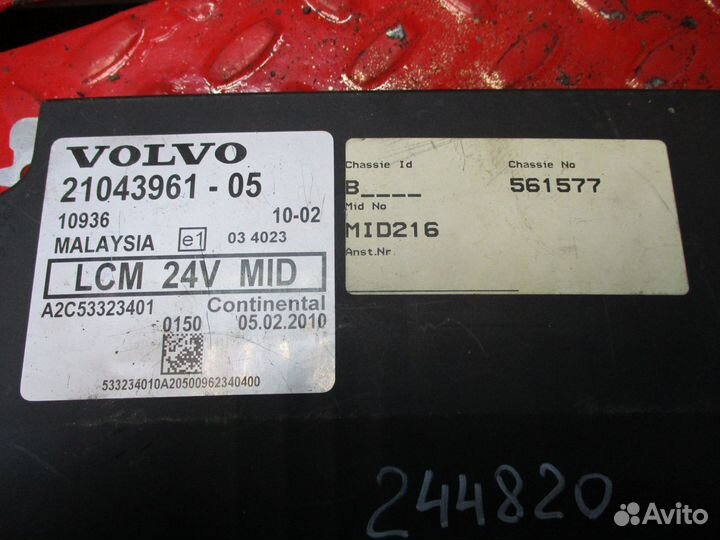 VOLVO
21043961 - 05
10936 10-02
MALAYSIA e1 03 4023
LCM 24V MID
A2C53323401 Continental
0150 05.02.2010
533234010A20500962340400
Chassie Id Chassie No
B____ 561577
Mid No
MID216
Anst.Nr
244820
Avito